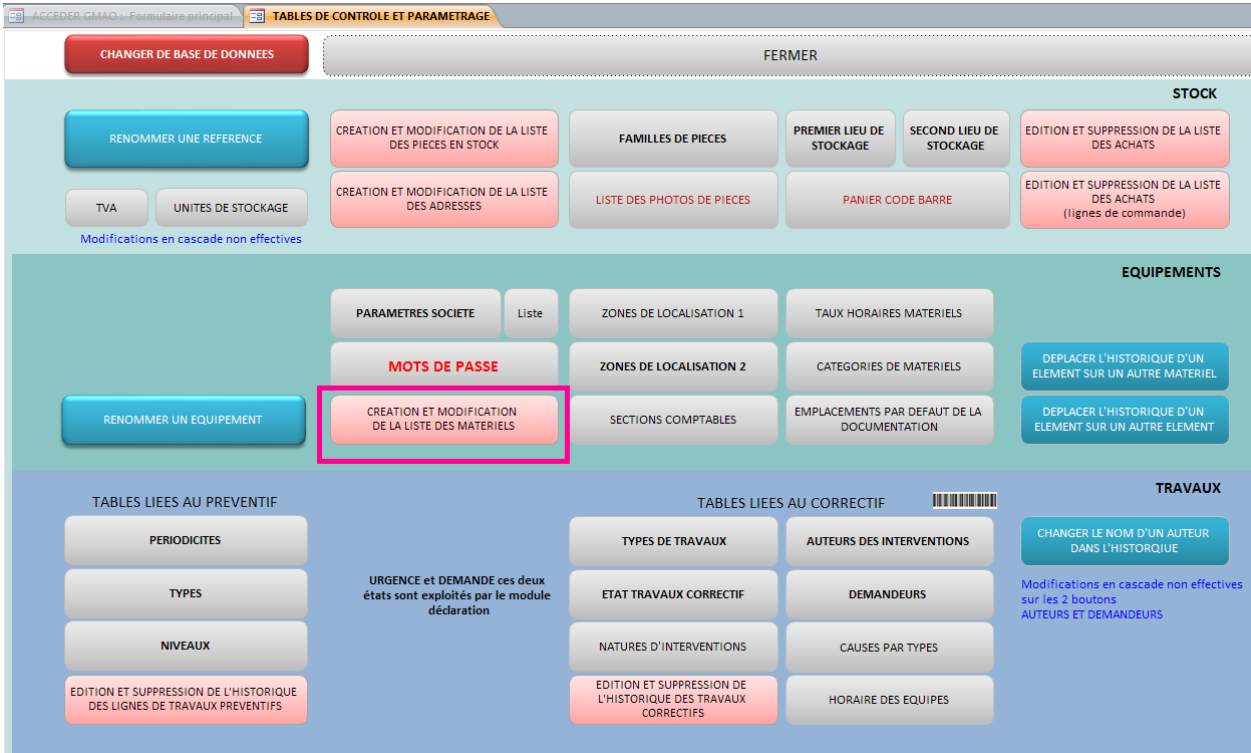 ACCEDER GMAO : Formulaire principal
TABLES DE CONTROLE ET PARAMETRAGE
CHANGER DE BASE DE DONNEES
FERMER
STOCK
RENOMMER UNE REFERENCE
CREATION ET MODIFICATION DE LA LISTE
DES PIECES EN STOCK
FAMILLES DE PIECES
PREMIER LIEU DE
STOCKAGE
SECOND LIEU DE
STOCKAGE
EDITION ET SUPPRESSION DE LA LISTE
DES ACHATS
TVA
UNITES DE STOCKAGE
CREATION ET MODIFICATION DE LA LISTE
DES ADRESSES
LISTE DES PHOTOS DE PIECES
PANIER CODE BARRE
EDITION ET SUPPRESSION DE LA LISTE
DES ACHATS
(lignes de commande)
Modifications en cascade non effectives
EQUIPEMENTS
PARAMETRES SOCIETE
Liste
ZONES DE LOCALISATION 1
TAUX HORAIRES MATERIELS
MOTS DE PASSE
ZONES DE LOCALISATION 2
CATEGORIES DE MATERIELS
DEPLACER L'HISTORIQUE D'UN
ELEMENT SUR UN AUTRE MATERIEL
RENOMMER UN EQUIPEMENT
CREATION ET MODIFICATION
DE LA LISTE DES MATERIELS
SECTIONS COMPTABLES
EMPLACEMENTS PAR DEFAUT DE LA
DOCUMENTATION
DEPLACER L'HISTORIQUE D'UN
ELEMENT SUR UN AUTRE ELEMENT
TRAVAUX
TABLES LIEES AU PREVENTIF
TABLES LIEES AU CORRECTIF
PERIODICITES
TYPES DE TRAVAUX
AUTEURS DES INTERVENTIONS
CHANGER LE NOM D'UN AUTEUR
DANS L'HISTORQIUE
TYPES
URGENCE et DEMANDE ces deux
états sont exploités par le module
déclaration
ETAT TRAVAUX CORRECTIF
DEMANDEURS
Modifications en cascade non effectives
sur les 2 boutons
AUTEURS ET DEMANDEURS
NIVEAUX
NATURES D'INTERVENTIONS
CAUSES PAR TYPES
EDITION ET SUPPRESSION DE L'HISTORIQUE
DES LIGNES DE TRAVAUX PREVENTIFS
EDITION ET SUPPRESSION DE
L'HISTORIQUE DES TRAVAUX
CORRECTIFS
HORAIRE DES EQUIPES